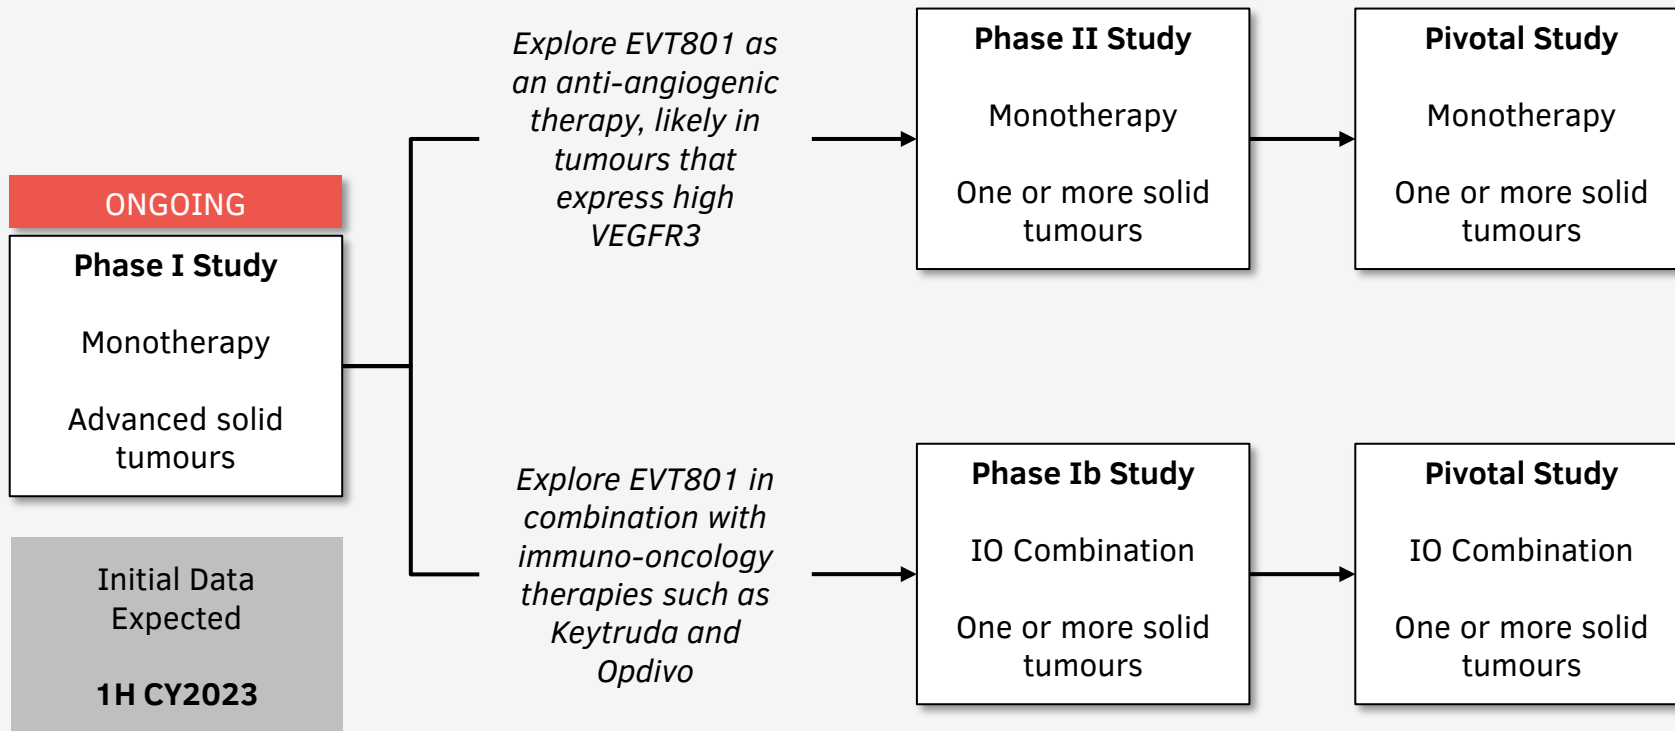 ONGOING
Phase I Study
Monotherapy
Advanced solid
tumours
Initial Data
Expected
1H CY2023
Explore EVT801 as
an anti-angiogenic
therapy, likely in
tumours that
express high
VEGFR3
Phase II Study
Monotherapy
One or more solid
tumours
Pivotal Study
Monotherapy
One or more solid
tumours
Explore EVT801 in
combination with
immuno-oncology
therapies such as
Keytruda and
Opdivo
Phase Ib Study
IO Combination
One or more solid
tumours
Pivotal Study
IO Combination
One or more solid
tumours